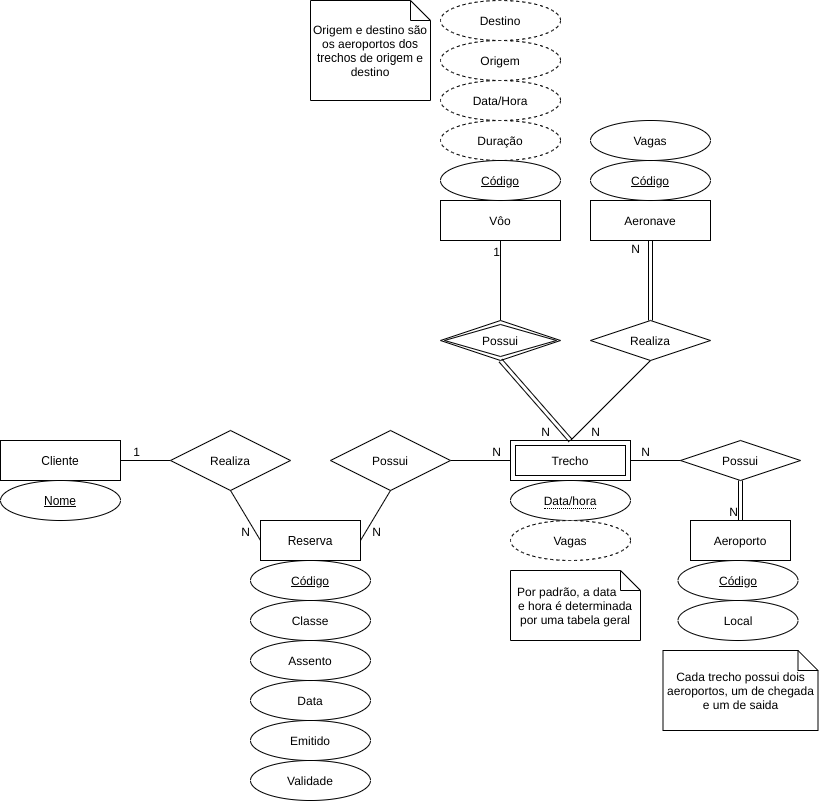 Origem e destino são
os aeroportos dos
trechos de origem e
destino
Destino
Origem
Data/Hora
Duração
Código
Vôo
Vagas
Código
Aeronave
1
N
Possui
Realiza
N
N
Cliente
Nome
1
Realiza
N
Possui
N
N
Trecho
Data/hora
Vagas
N
Possui
N
Reserva
Código
Classe
Assento
Data
Emitido
Validade
Por padrão, a data
e hora é determinada
por uma tabela geral
Aeroporto
Código
Local
Cada trecho possui dois
aeroportos, um de chegada
e um de saida